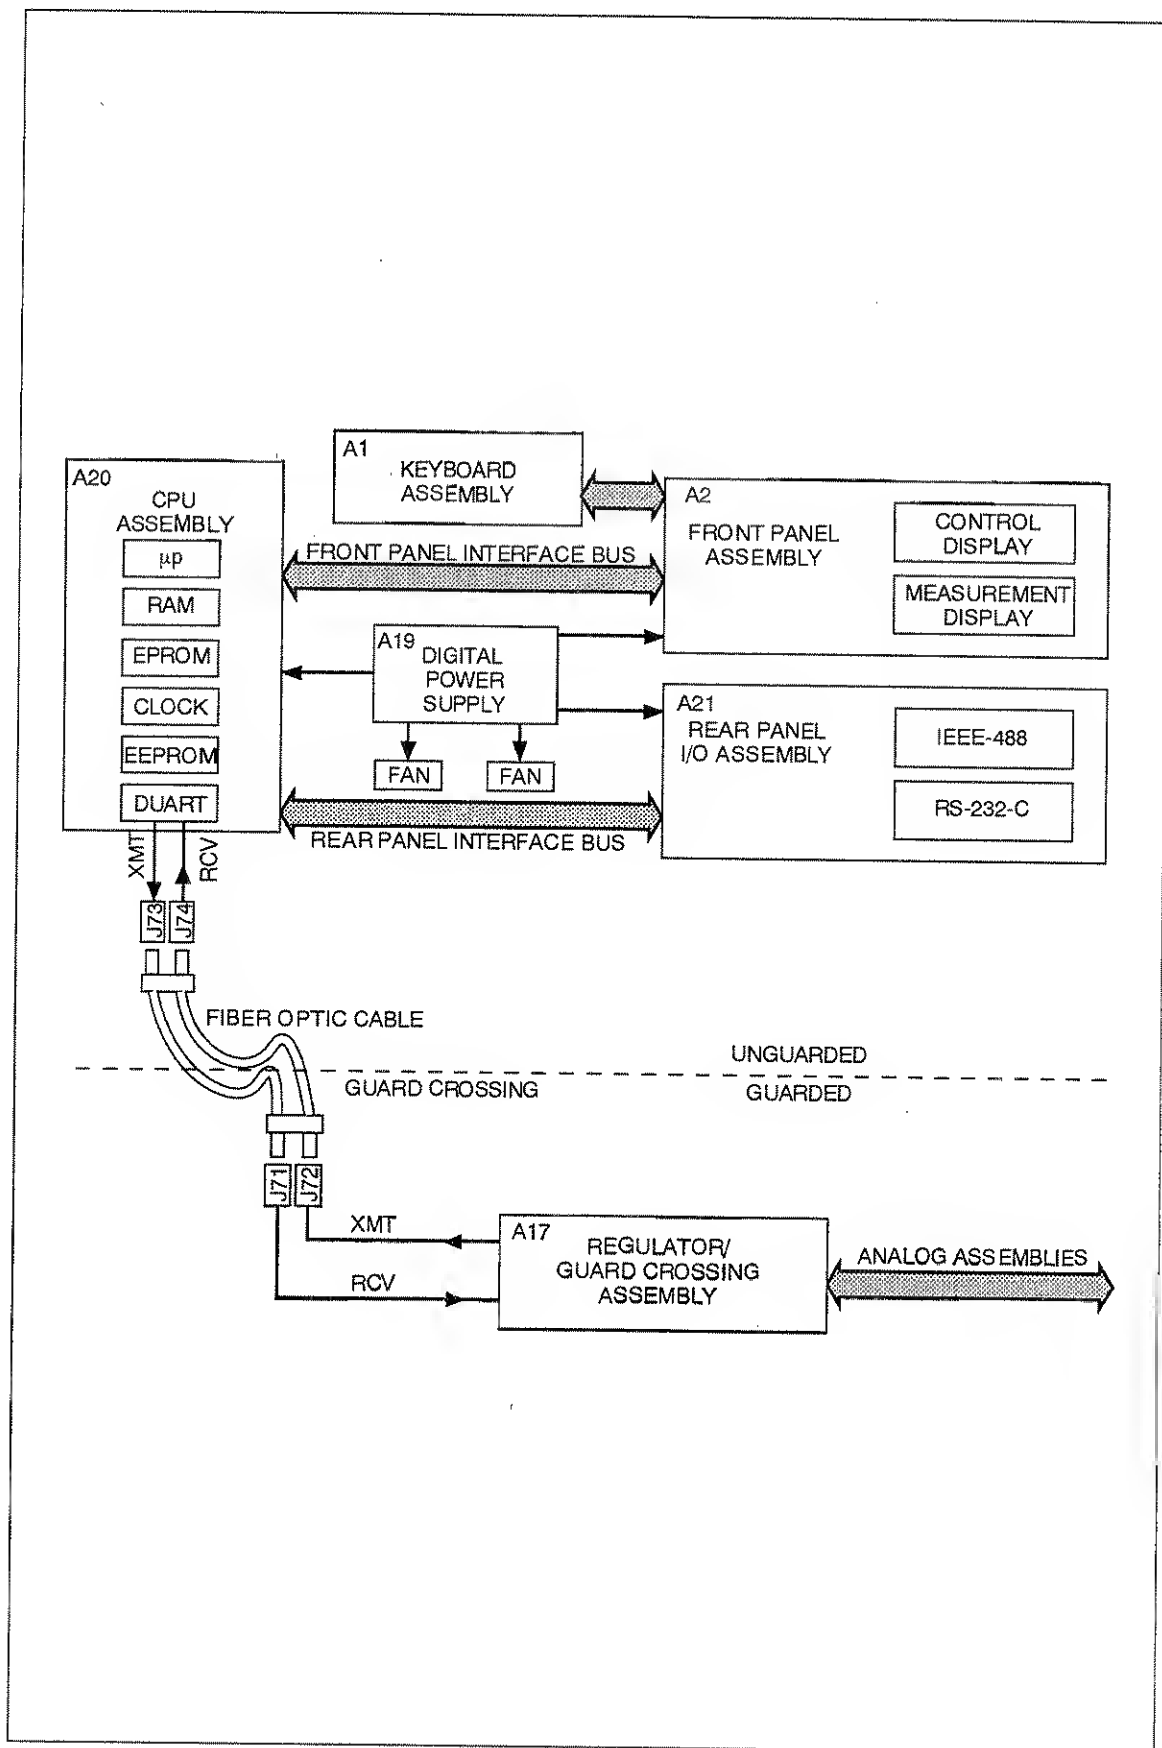 A20
CPU
ASSEMBLY
µp
RAM
EPROM
CLOCK
EEPROM
DUART
XMT
RCV
J73
J74
A1
KEYBOARD
ASSEMBLY
FRONT PANEL INTERFACE BUS
A2
FRONT PANEL
ASSEMBLY
CONTROL
DISPLAY
MEASUREMENT
DISPLAY
A19
DIGITAL
POWER
SUPPLY
FAN
FAN
A21
REAR PANEL
I/O ASSEMBLY
IEEE-488
RS-232-C
REAR PANEL INTERFACE BUS
FIBER OPTIC CABLE
UNGUARDED
GUARD CROSSING
GUARDED
J71
J72
XMT
RCV
A17
REGULATOR/
GUARD CROSSING
ASSEMBLY
ANALOG ASSEMBLIES